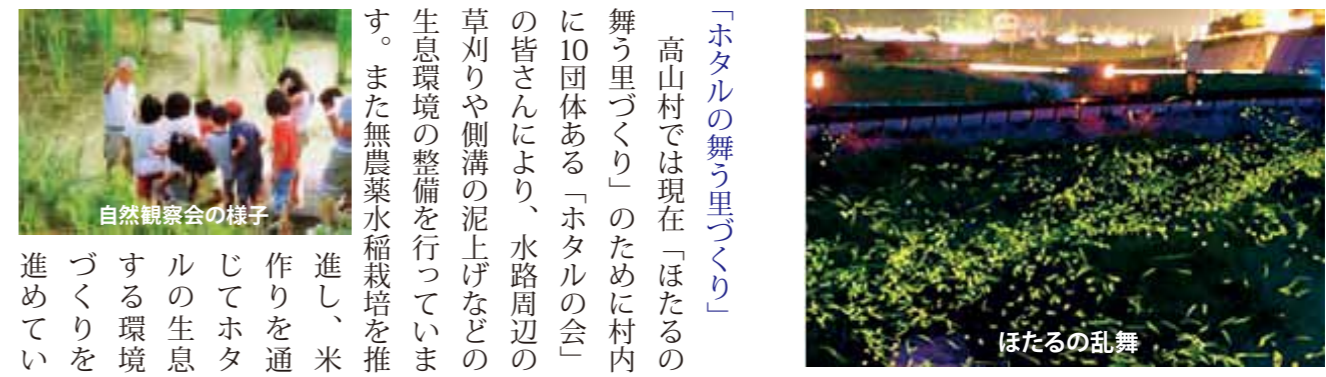 「ホタルの舞う里づくり」
高山村では現在「ほたるの
舞う里づくり」のために村内
に10団体ある「ホタルの会」
の皆さんにより、水路周辺の
草刈りや側溝の泥上げなどの
生息環境の整備を行っていま
す。また無農薬水稲栽培を推
進し、米
作りを通
じてホタ
ルの生息
する環境
づくりを
進めてい
ほたるの乱舞
自然観察会の様子